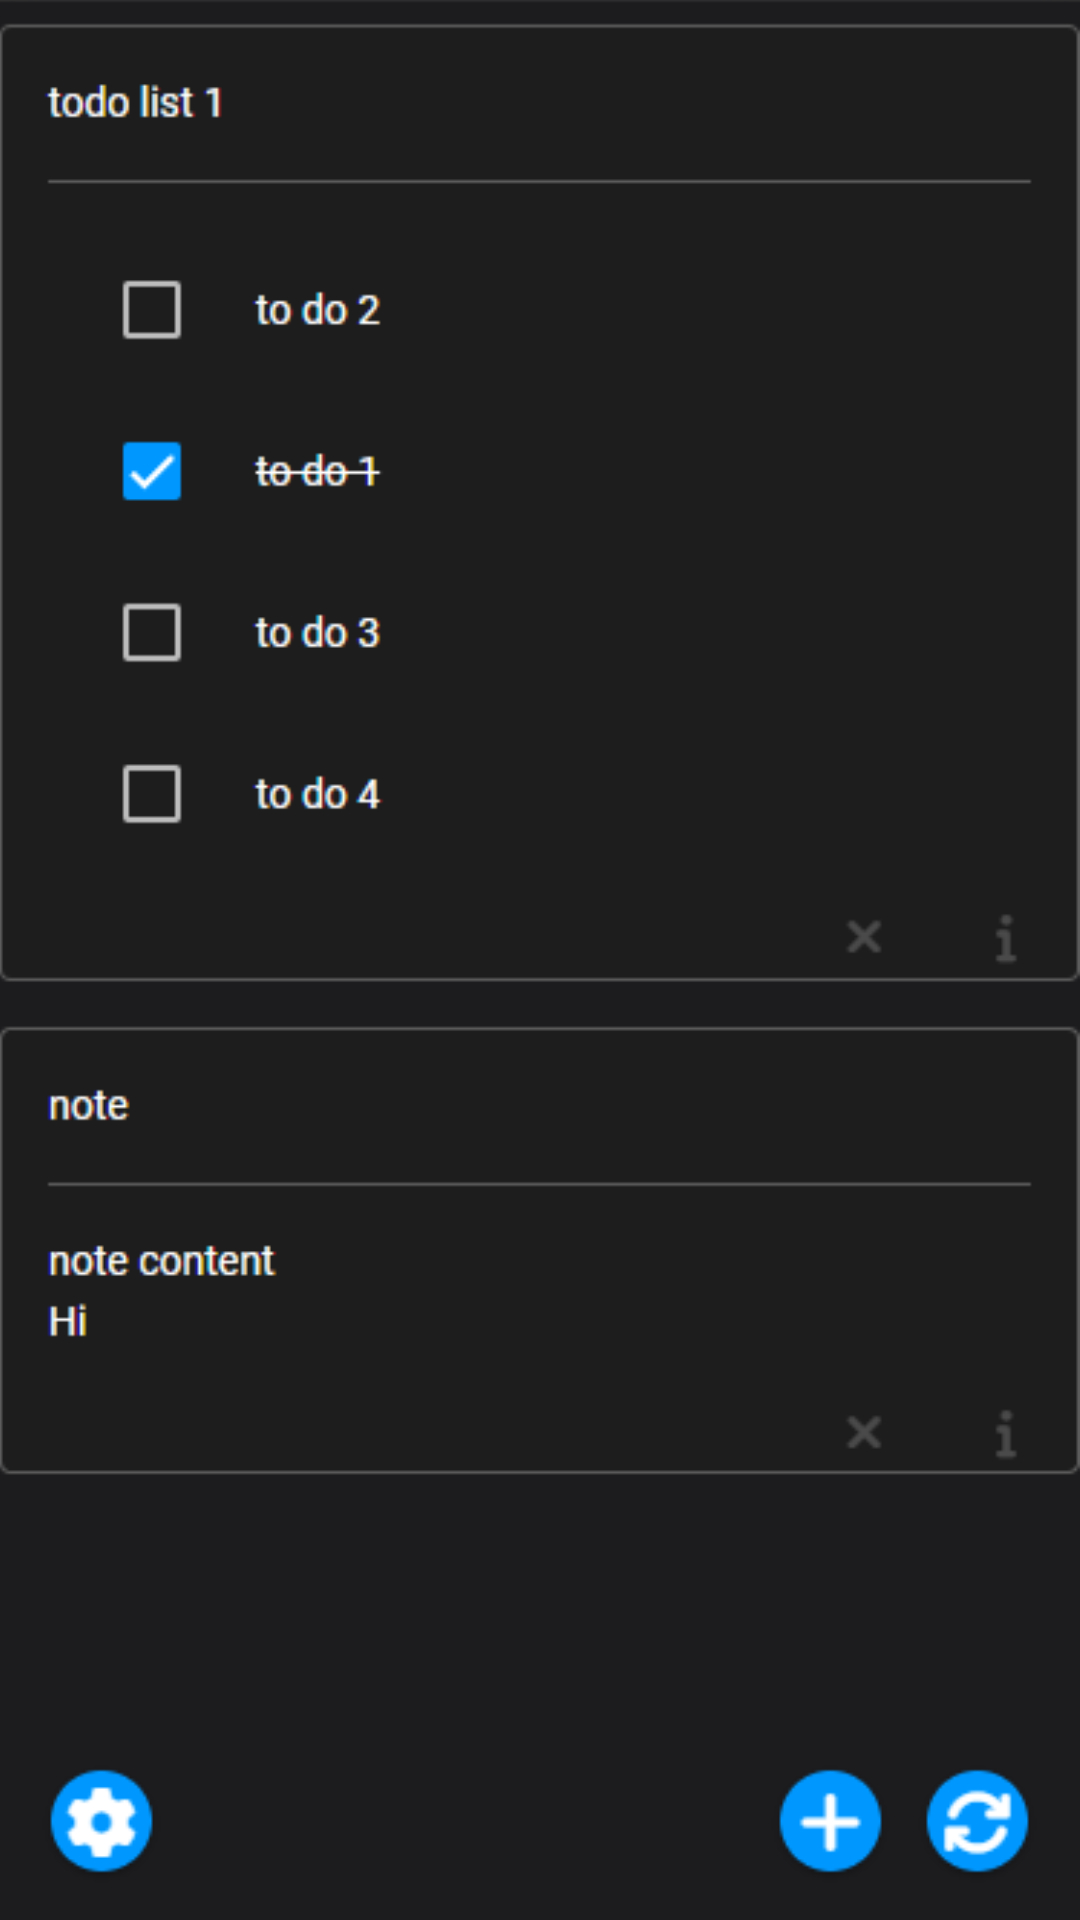 todo list 1
to do 2
to do 1
to do 3
to do 4
note
note content
Hi